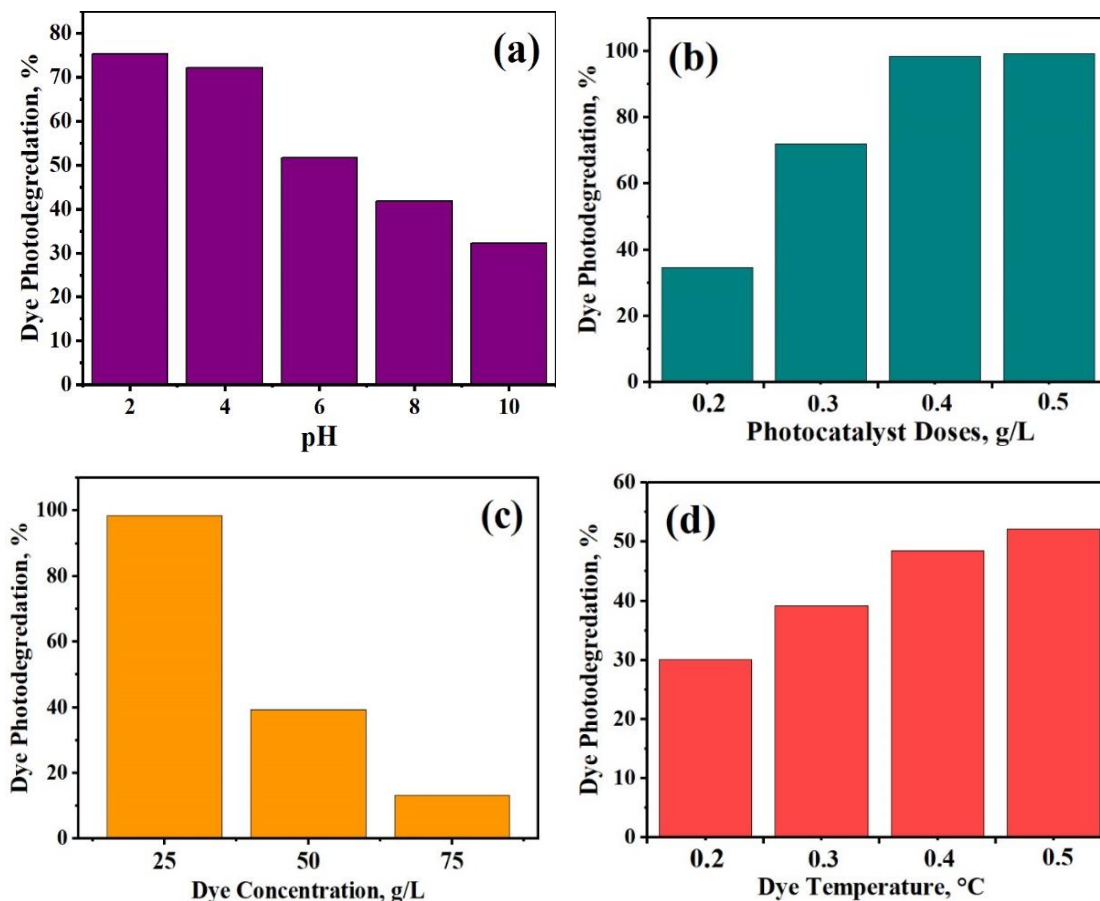 (a)
Dye Photodegredation, %
80
75
70
60
50
40
30
20
10
0
2 4 6 8 10
pH
(b)
Dye Photodegredation, %
100
80
60
40
20
0
0.2 0.3 0.4 0.5
Photocatalyst Doses, g/L
(c)
Dye Photodegredation, %
100
80
60
40
20
0
25 50 75
Dye Concentration, g/L
(d)
Dye Photodegredation, %
60
50
40
30
20
10
0
0.2 0.3 0.4 0.5
Dye Temperature, °C